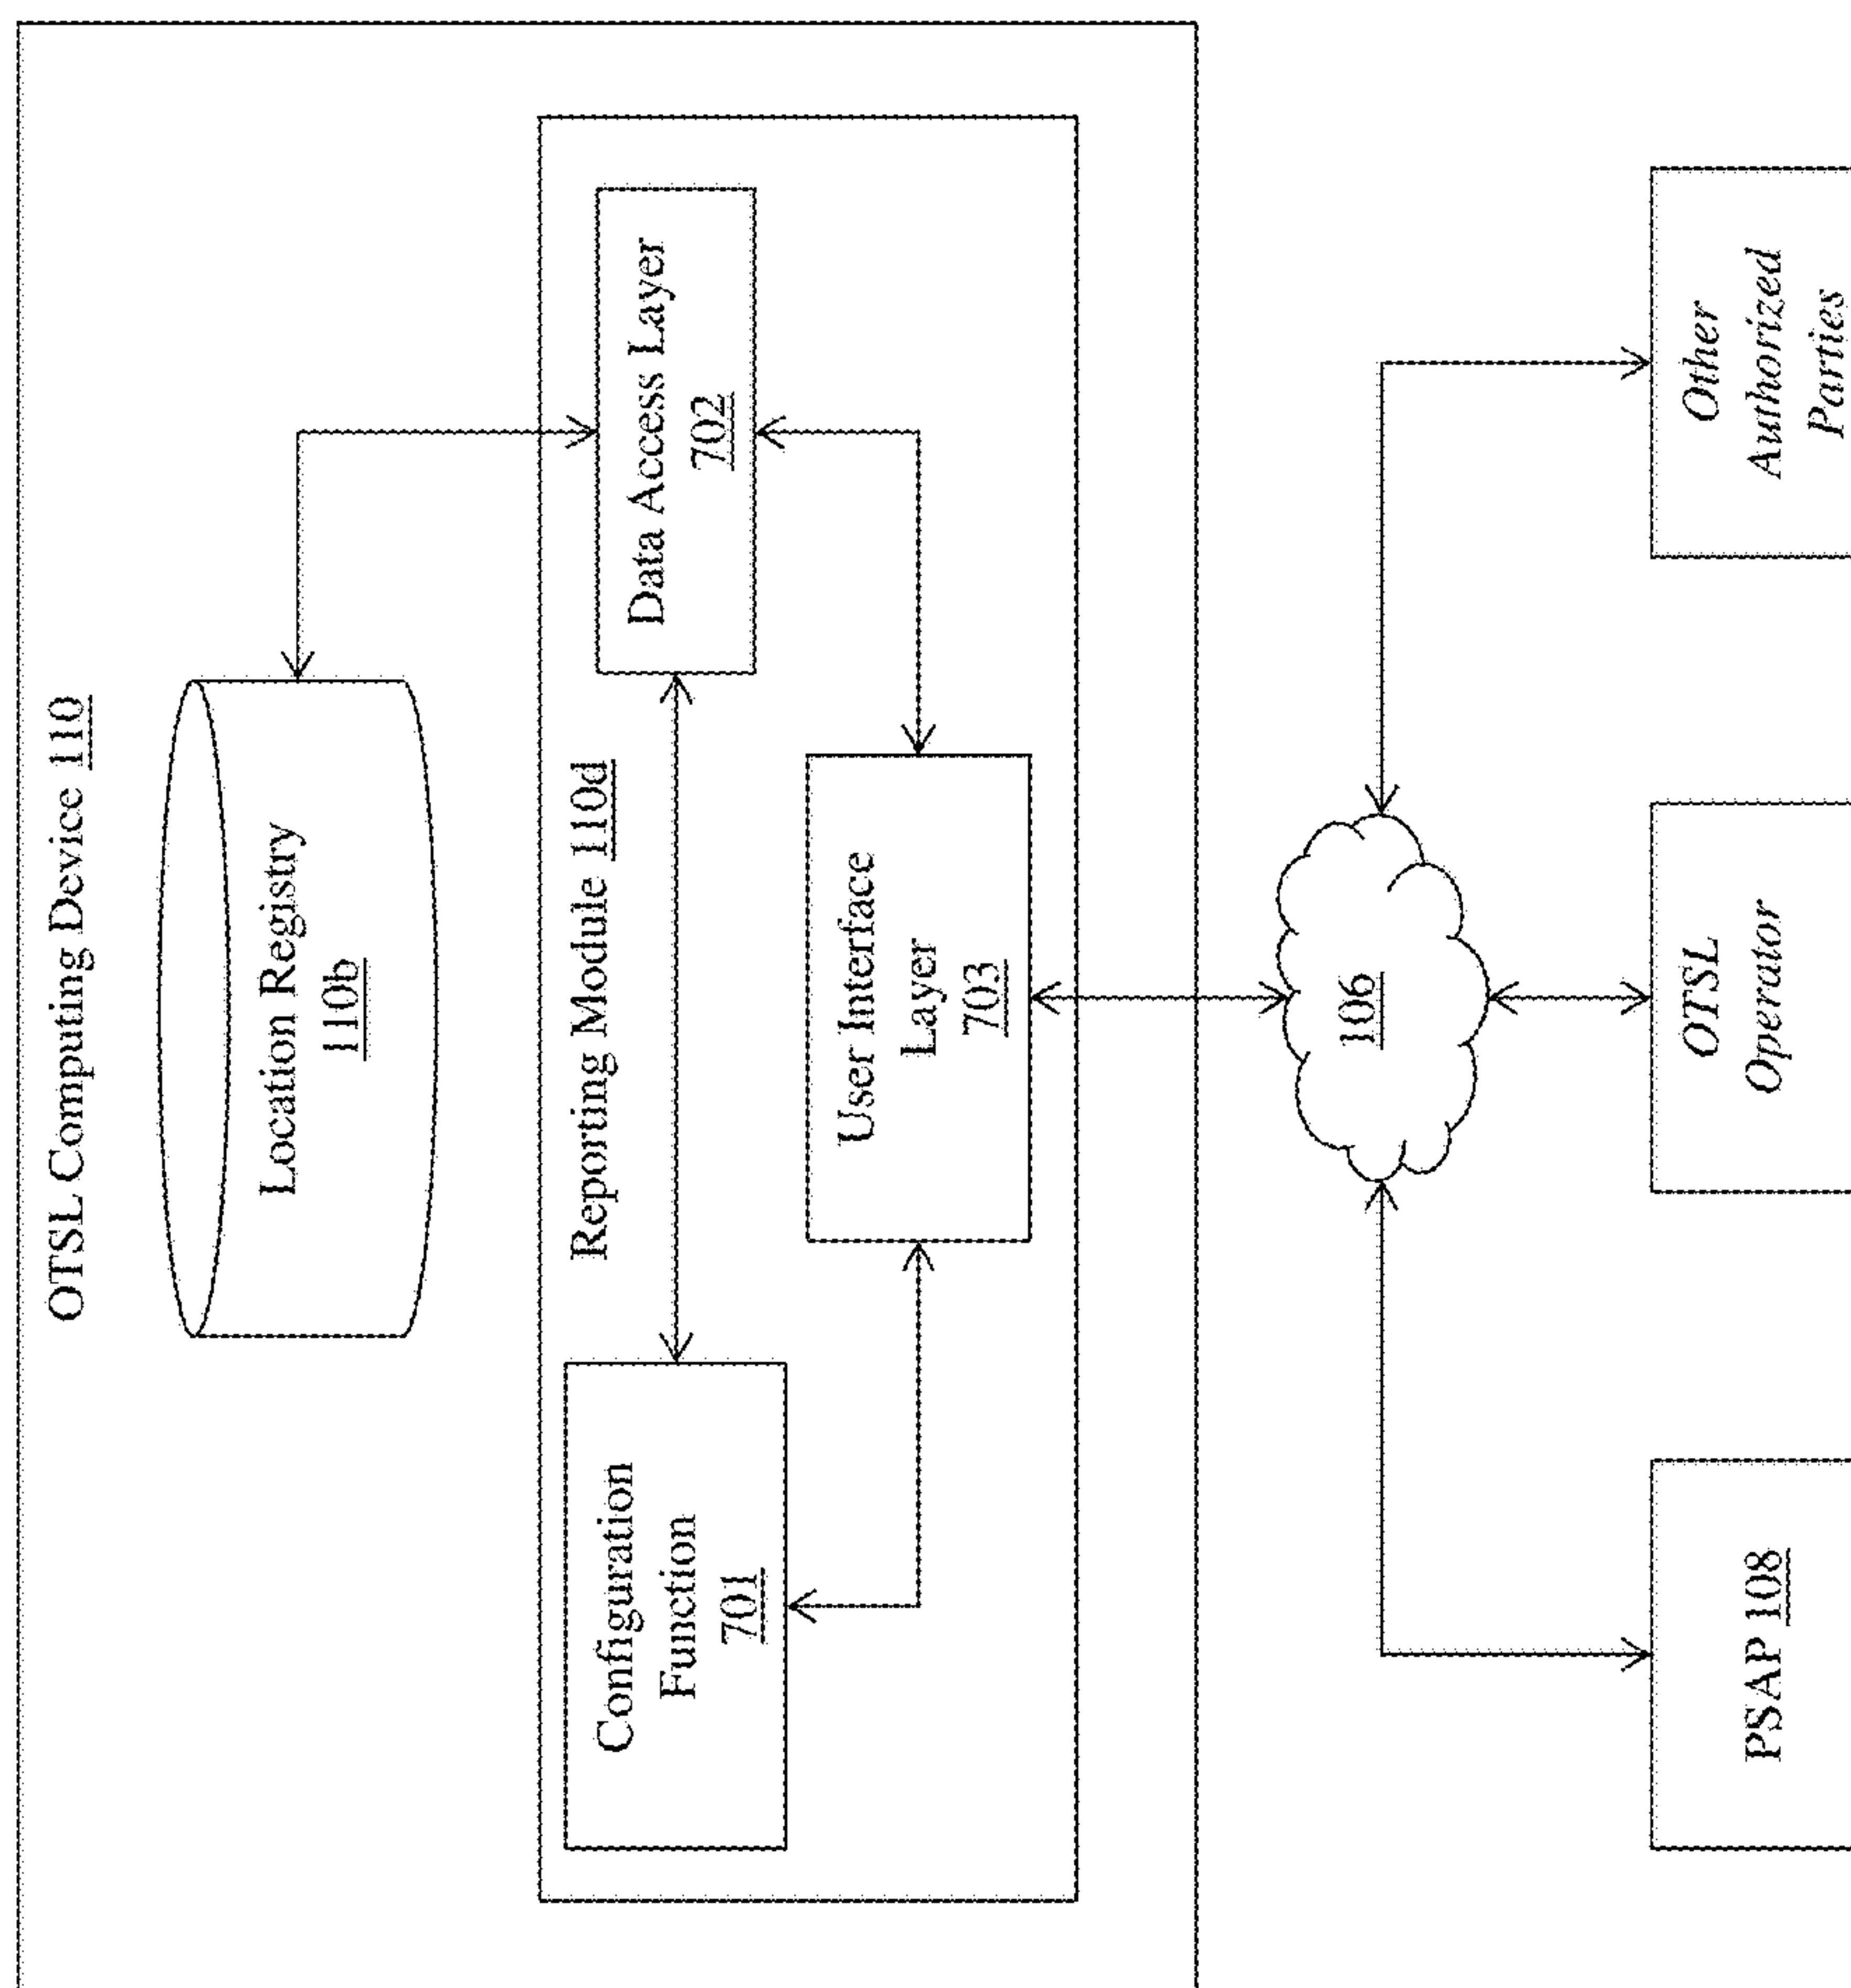 OTSL Computing Device 110
Location Registry
110b
Reporting Module 110d
Configuration
Function
701
Data Access Layer
702
User Interface
Layer
703
106
PSAP 108
OTSL
Operator
Other
Authorized
Parties